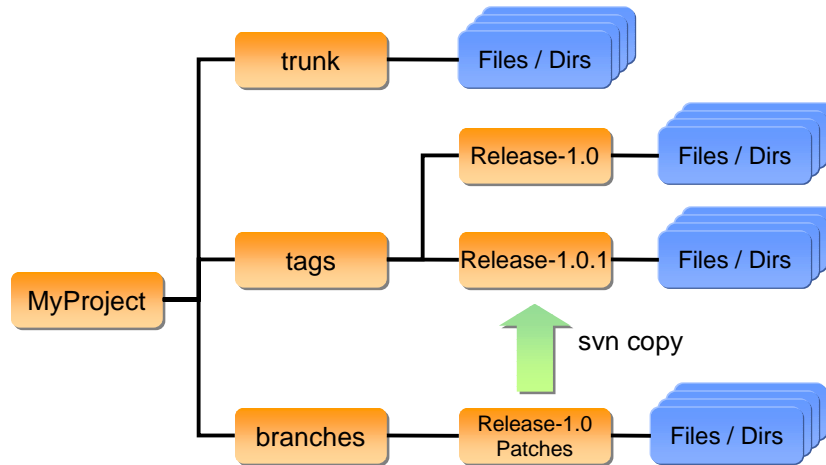 trunk
Files / Dirs
Release-1.0
Files / Dirs
tags
Release-1.0.1
Files / Dirs
MyProject
svn copy
branches
Release-1.0
Patches
Files / Dirs